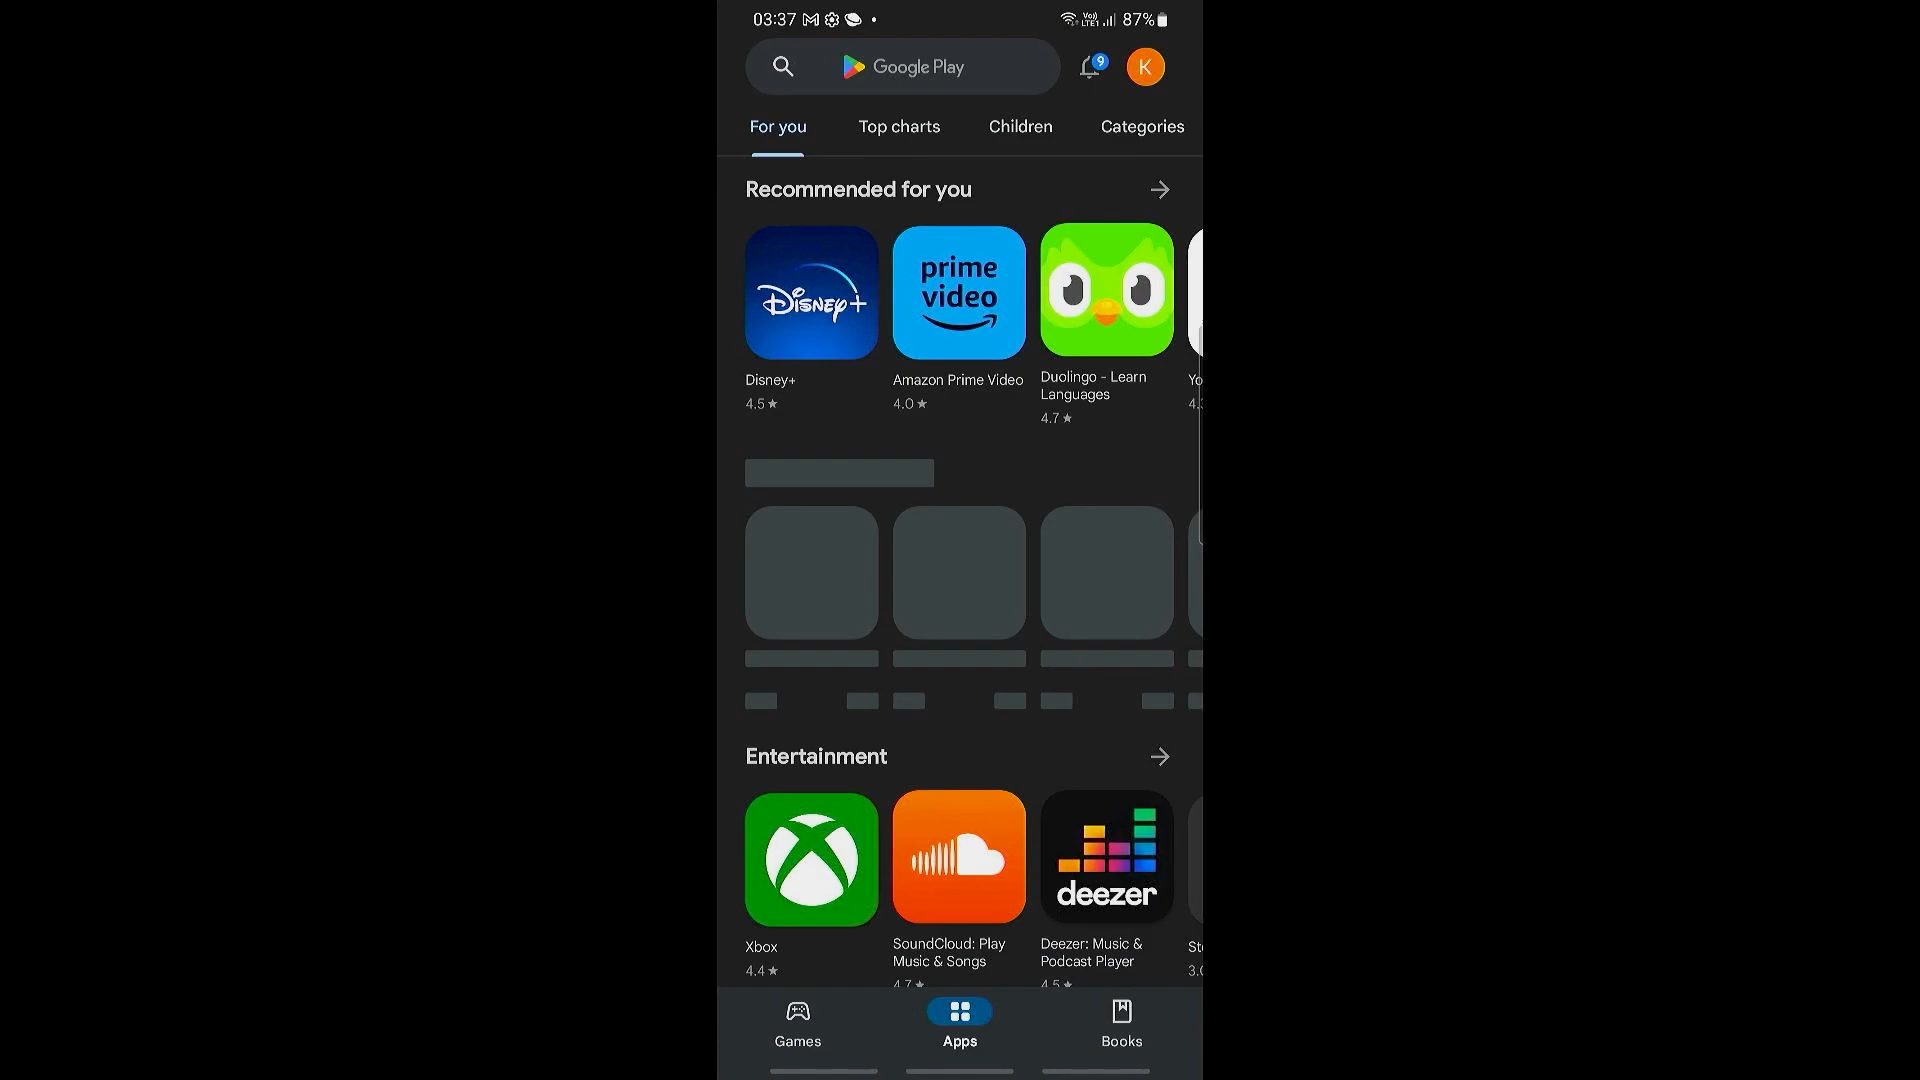 03:37 VoLTE1 87%
Google Play 9 K
For you Top charts Children Categories
Recommended for you
Disney+ prime video
Disney+ Amazon Prime Video Duolingo - Learn Languages Yo
4.5★ 4.0★ 4.7★ 4.
Entertainment
deezer
Xbox SoundCloud: Play Music & Songs Deezer: Music & Podcast Player St
4.4★ 4.7★ 4.5★ 3.
Games Apps Books